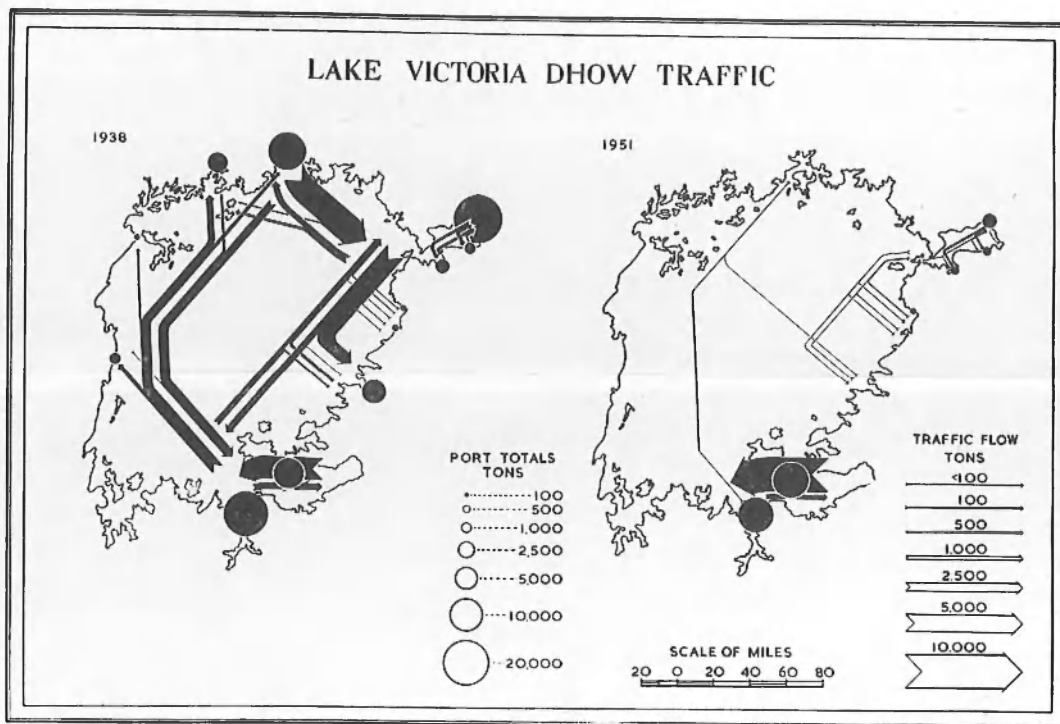 LAKE VICTORIA DHOW TRAFFIC
1938
1951
PORT TOTALS
TONS
100
500
1,000
2,500
5,000
10,000
20,000
SCALE OF MILES
20 0 20 40 60 80
TRAFFIC FLOW
TONS
<100
100
500
1,000
2,500
5,000
10,000